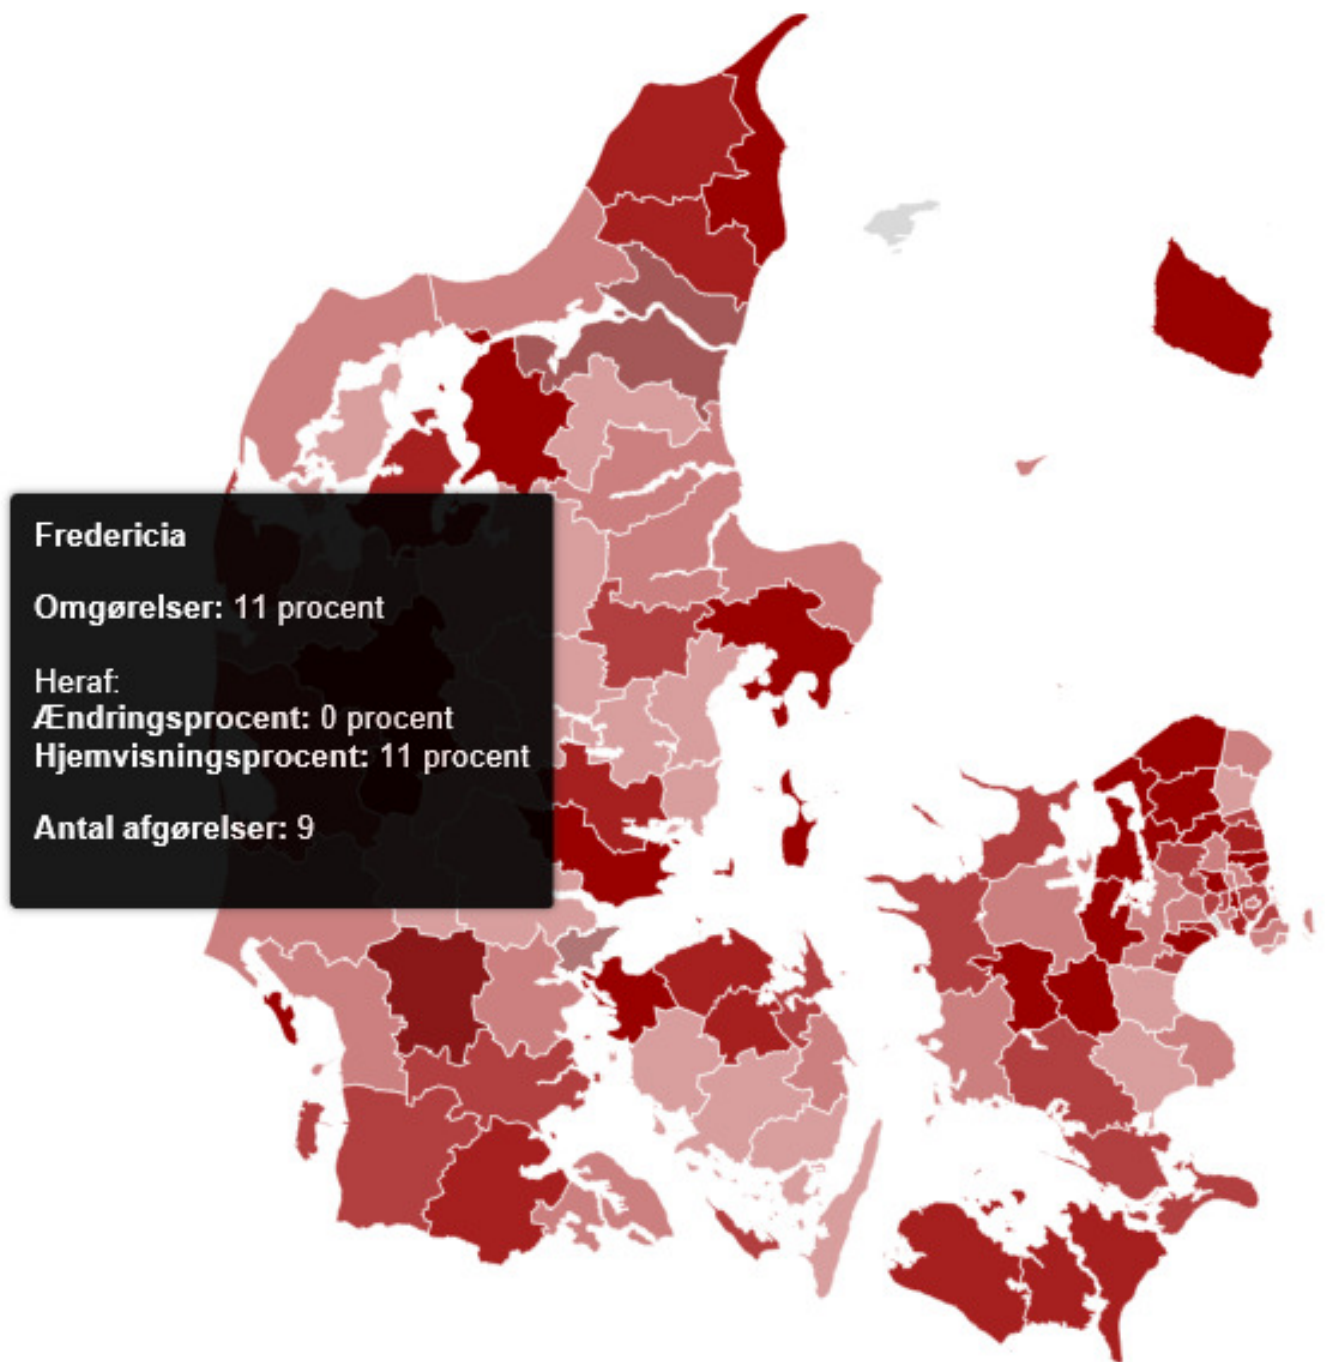 Fredericia
Omgørelser: 11 procent
Heraf:
Ændringsprocent: 0 procent
Hjemvisningsprocent: 11 procent
Antal afgørelser: 9